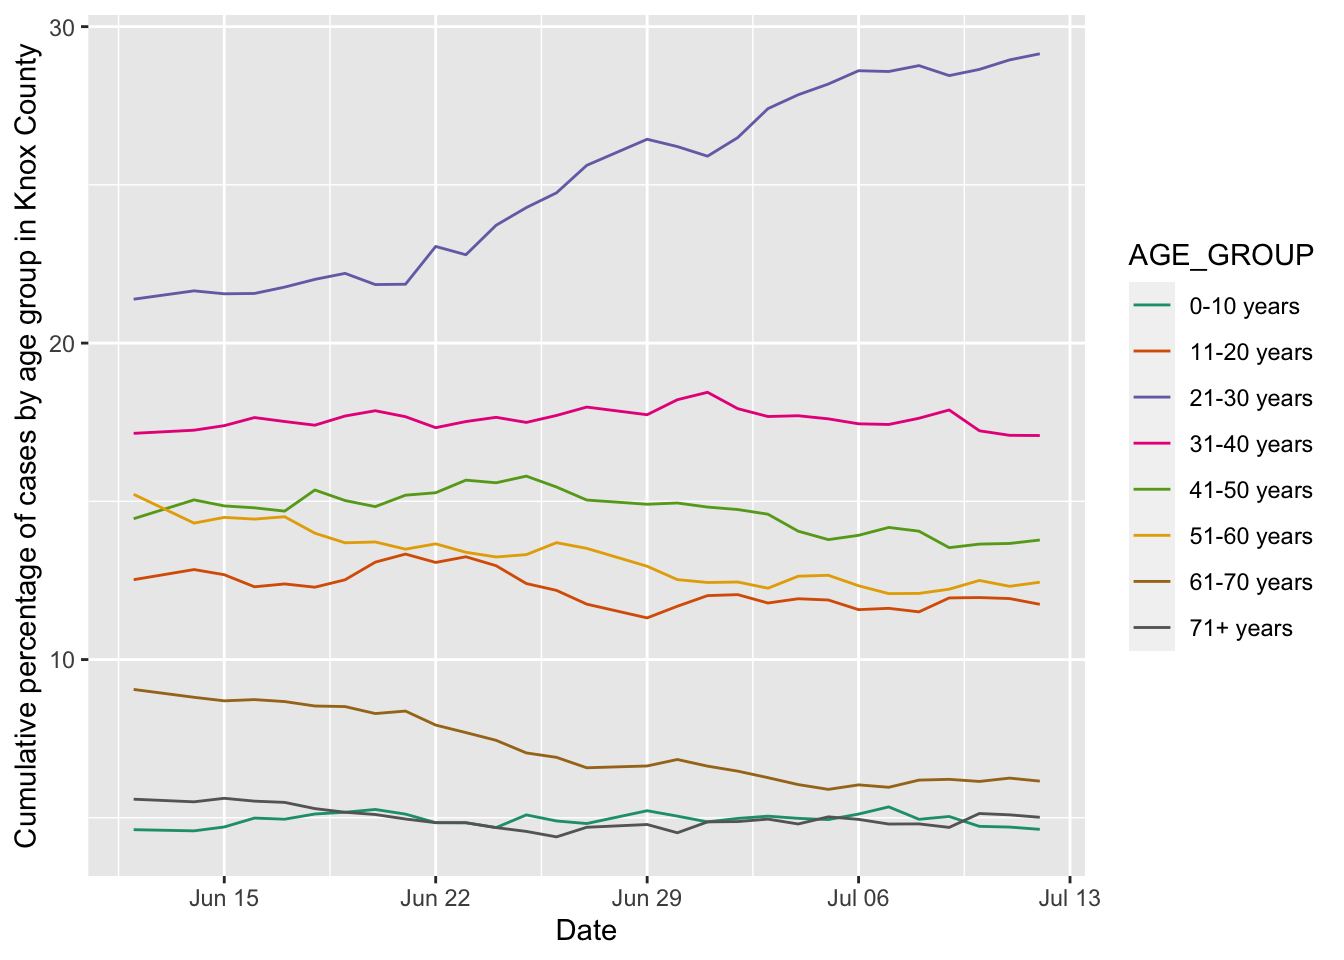 Cumulative percentage of cases by age group in Knox County
30
20
10
Jun 15
Jun 22
Jun 29
Jul 06
Jul 13
Date
AGE_GROUP
0-10 years
11-20 years
21-30 years
31-40 years
41-50 years
51-60 years
61-70 years
71+ years